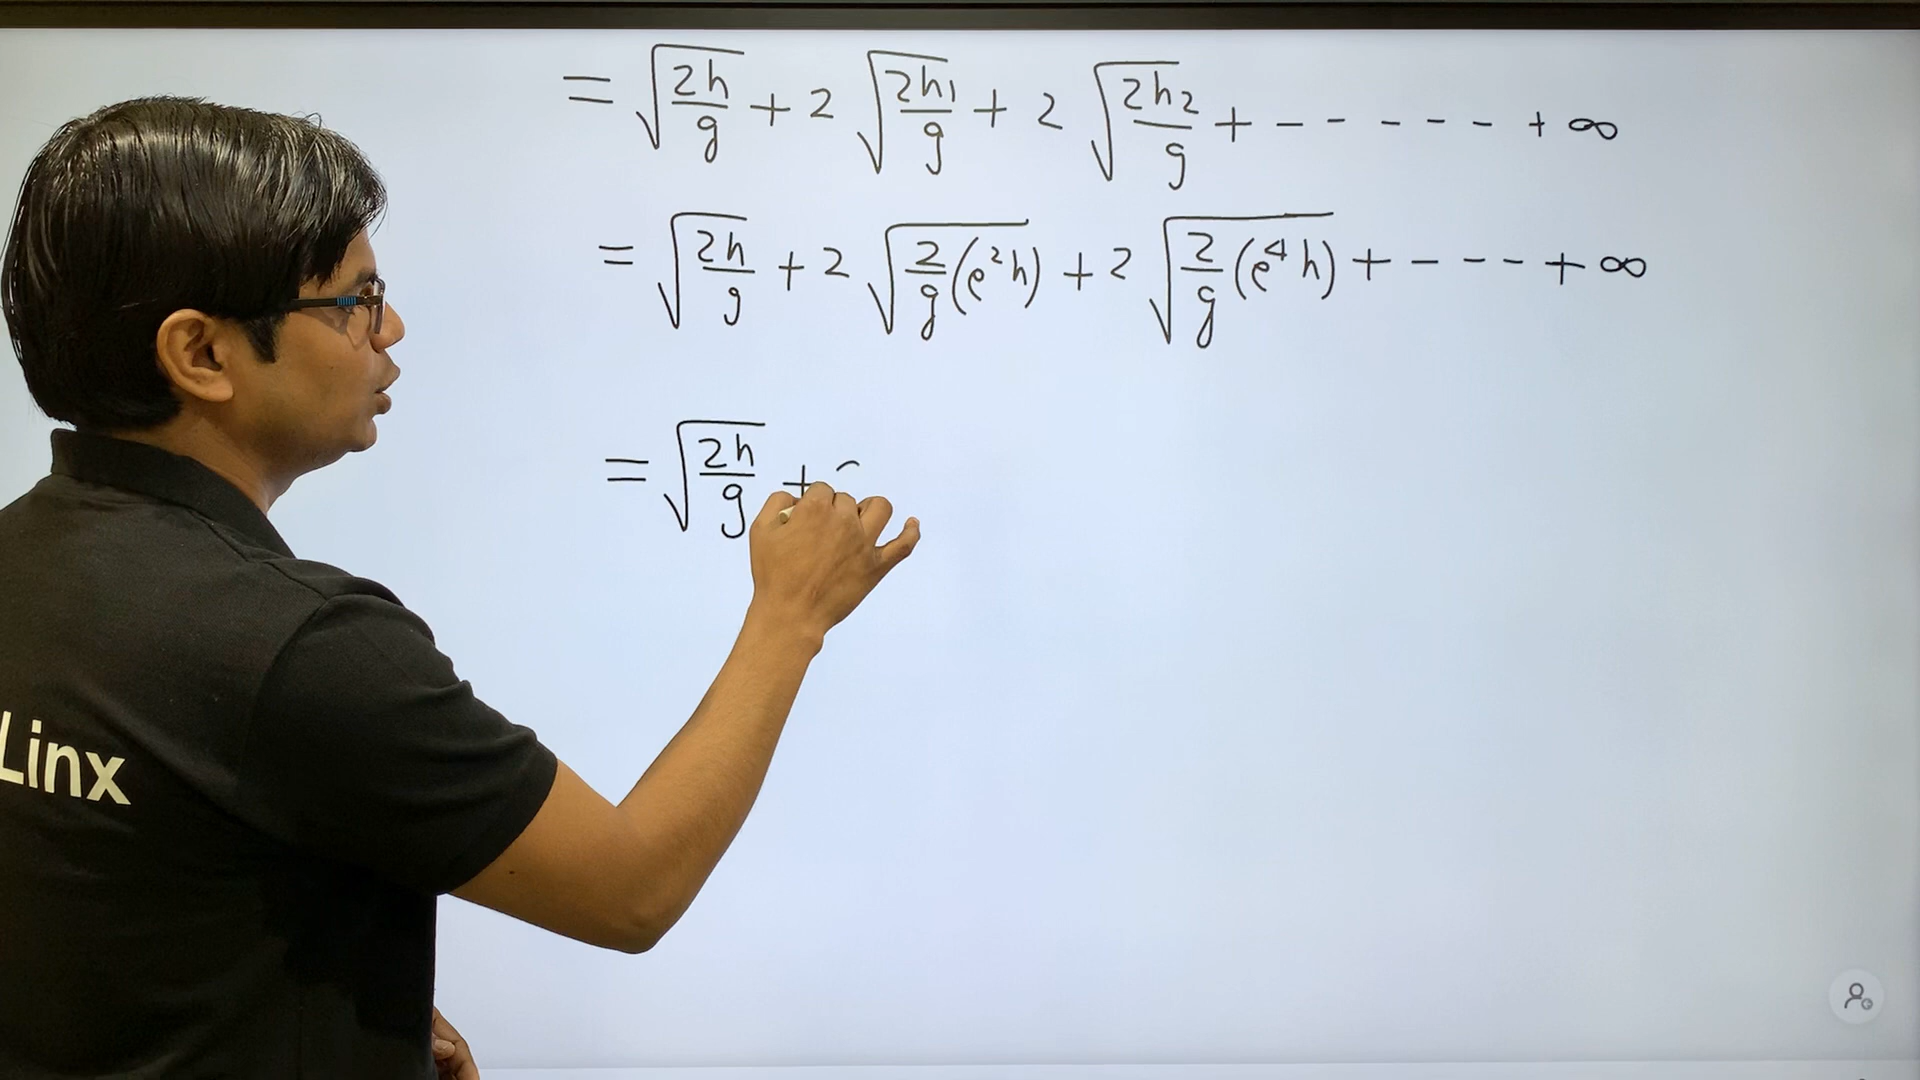 = √(2h/g) + 2 √(2h₁/g) + 2 √(2h₂/g) + - - - - - + ∞
= √(2h/g) + 2 √(2/g (e²h)) + 2 √(2/g (e⁴h)) + - - - - + ∞
= √(2h/g) +
Linx